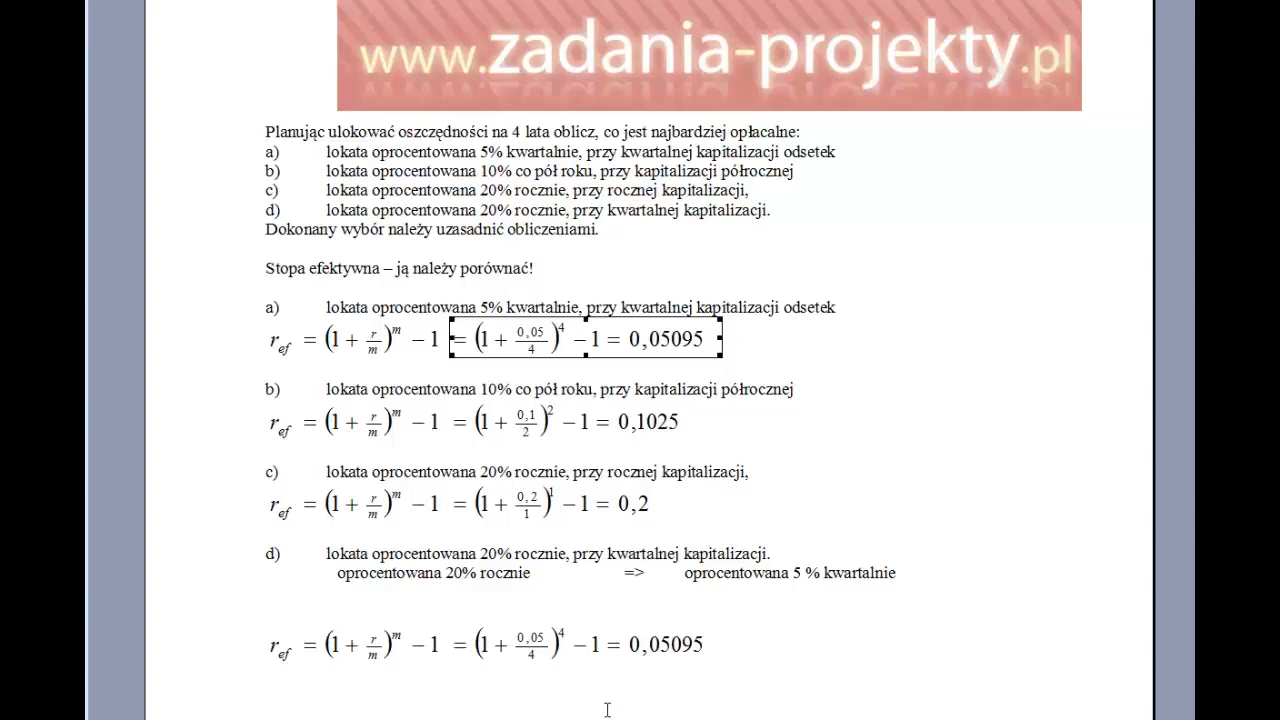 www.zadania-projekty.pl
Planując ulokować oszczędności na 4 lata oblicz, co jest najbardziej opłacalne:
a) lokata oprocentowana 5% kwartalnie, przy kwartalnej kapitalizacji odsetek
b) lokata oprocentowana 10% co pół roku, przy kapitalizacji półrocznej
c) lokata oprocentowana 20% rocznie, przy rocznej kapitalizacji,
d) lokata oprocentowana 20% rocznie, przy kwartalnej kapitalizacji.
Dokonany wybór należy uzasadnić obliczeniami.
Stopa efektywna – ją należy porównać!
a) lokata oprocentowana 5% kwartalnie, przy kwartalnej kapitalizacji odsetek
r_ef = (1 + r/m)^m − 1 = (1 + 0,05/4)^4 − 1 = 0,05095
b) lokata oprocentowana 10% co pół roku, przy kapitalizacji półrocznej
r_ef = (1 + r/m)^m − 1 = (1 + 0,1/2)^2 − 1 = 0,1025
c) lokata oprocentowana 20% rocznie, przy rocznej kapitalizacji,
r_ef = (1 + r/m)^m − 1 = (1 + 0,2/1)^1 − 1 = 0,2
d) lokata oprocentowana 20% rocznie, przy kwartalnej kapitalizacji.
oprocentowana 20% rocznie => oprocentowana 5 % kwartalnie
r_ef = (1 + r/m)^m − 1 = (1 + 0,05/4)^4 − 1 = 0,05095